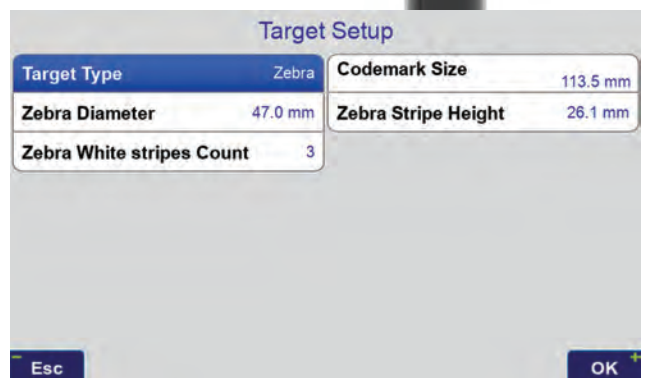 Target Setup
Target Type Zebra
Codemark Size 113.5 mm
Zebra Diameter 47.0 mm
Zebra Stripe Height 26.1 mm
Zebra White stripes Count 3
- Esc
OK +